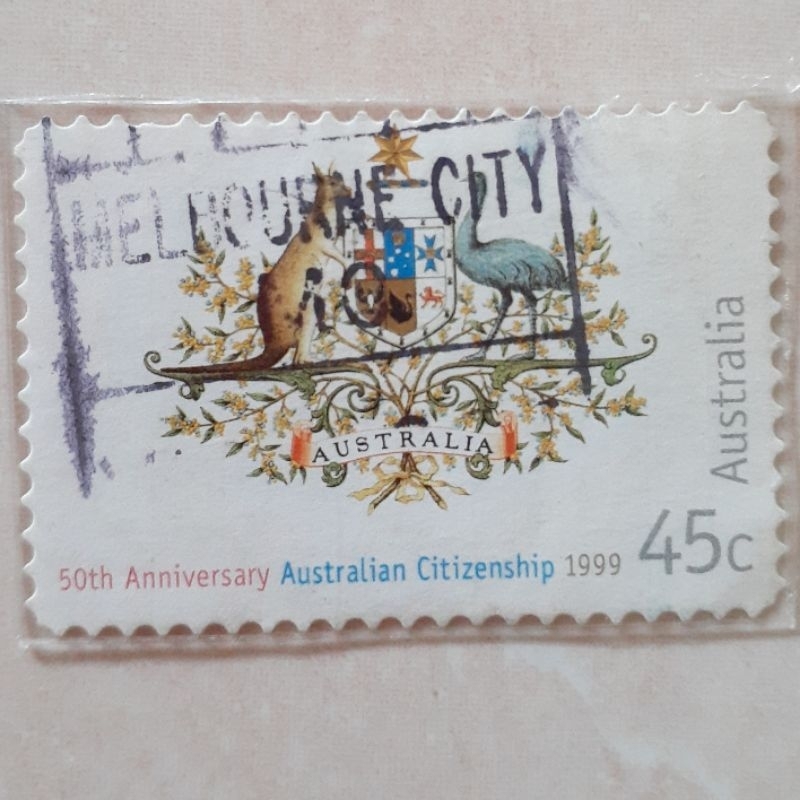 MELBOURNE CITY
AUSTRALIA
Australia
50th Anniversary Australian Citizenship 1999 45c